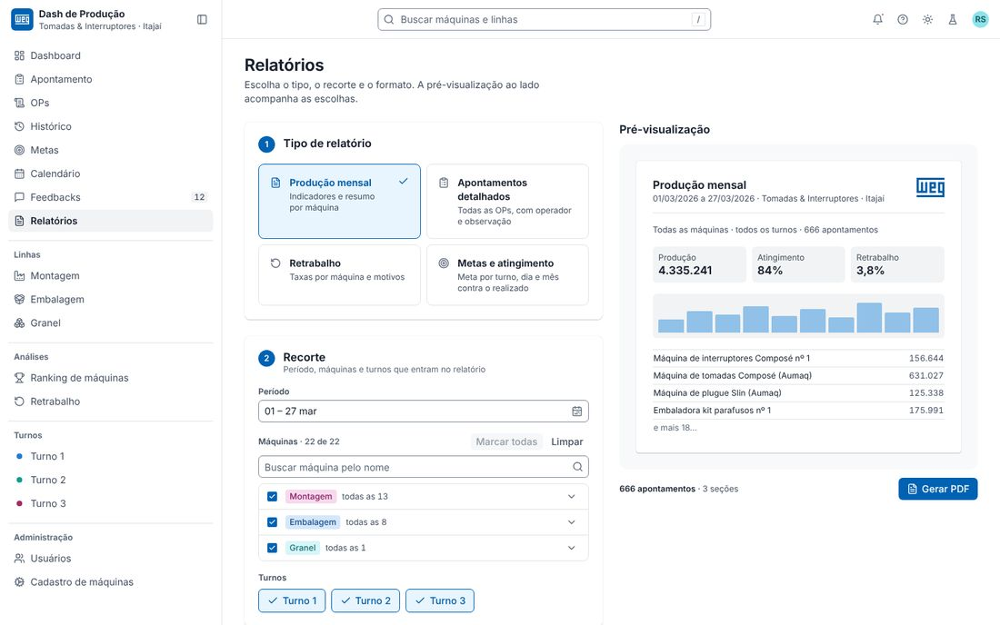 weg
Dash de Produção
Tomadas & Interruptores · Itajaí
Buscar máquinas e linhas
/
RS
Dashboard
Apontamento
OPs
Histórico
Metas
Calendário
Feedbacks
12
Relatórios
Linhas
Montagem
Embalagem
Granel
Análises
Ranking de máquinas
Retrabalho
Turnos
Turno 1
Turno 2
Turno 3
Administração
Usuários
Cadastro de máquinas
Relatórios
Escolha o tipo, o recorte e o formato. A pré-visualização ao lado
acompanha as escolhas.
1
Tipo de relatório
Produção mensal
Indicadores e resumo
por máquina
Apontamentos
detalhados
Todas as OPs, com operador
e observação
Retrabalho
Taxas por máquina e motivos
Metas e atingimento
Meta por turno, dia e mês
contra o realizado
2
Recorte
Período, máquinas e turnos que entram no relatório
Período
01 – 27 mar
Máquinas · 22 de 22
Marcar todas
Limpar
Buscar máquina pelo nome
Montagem todas as 13
Embalagem todas as 8
Granel todas as 1
Turnos
Turno 1
Turno 2
Turno 3
Pré-visualização
Produção mensal
01/03/2026 a 27/03/2026 · Tomadas & Interruptores · Itajaí
weg
Todas as máquinas · todos os turnos · 666 apontamentos
Produção
4.335.241
Atingimento
84%
Retrabalho
3,8%
Máquina de interruptores Composé nº 1 156.644
Máquina de tomadas Composé (Aumaq) 631.027
Máquina de plugue Slin (Aumaq) 125.338
Embaladora kit parafusos nº 1 175.991
e mais 18...
666 apontamentos · 3 seções
Gerar PDF